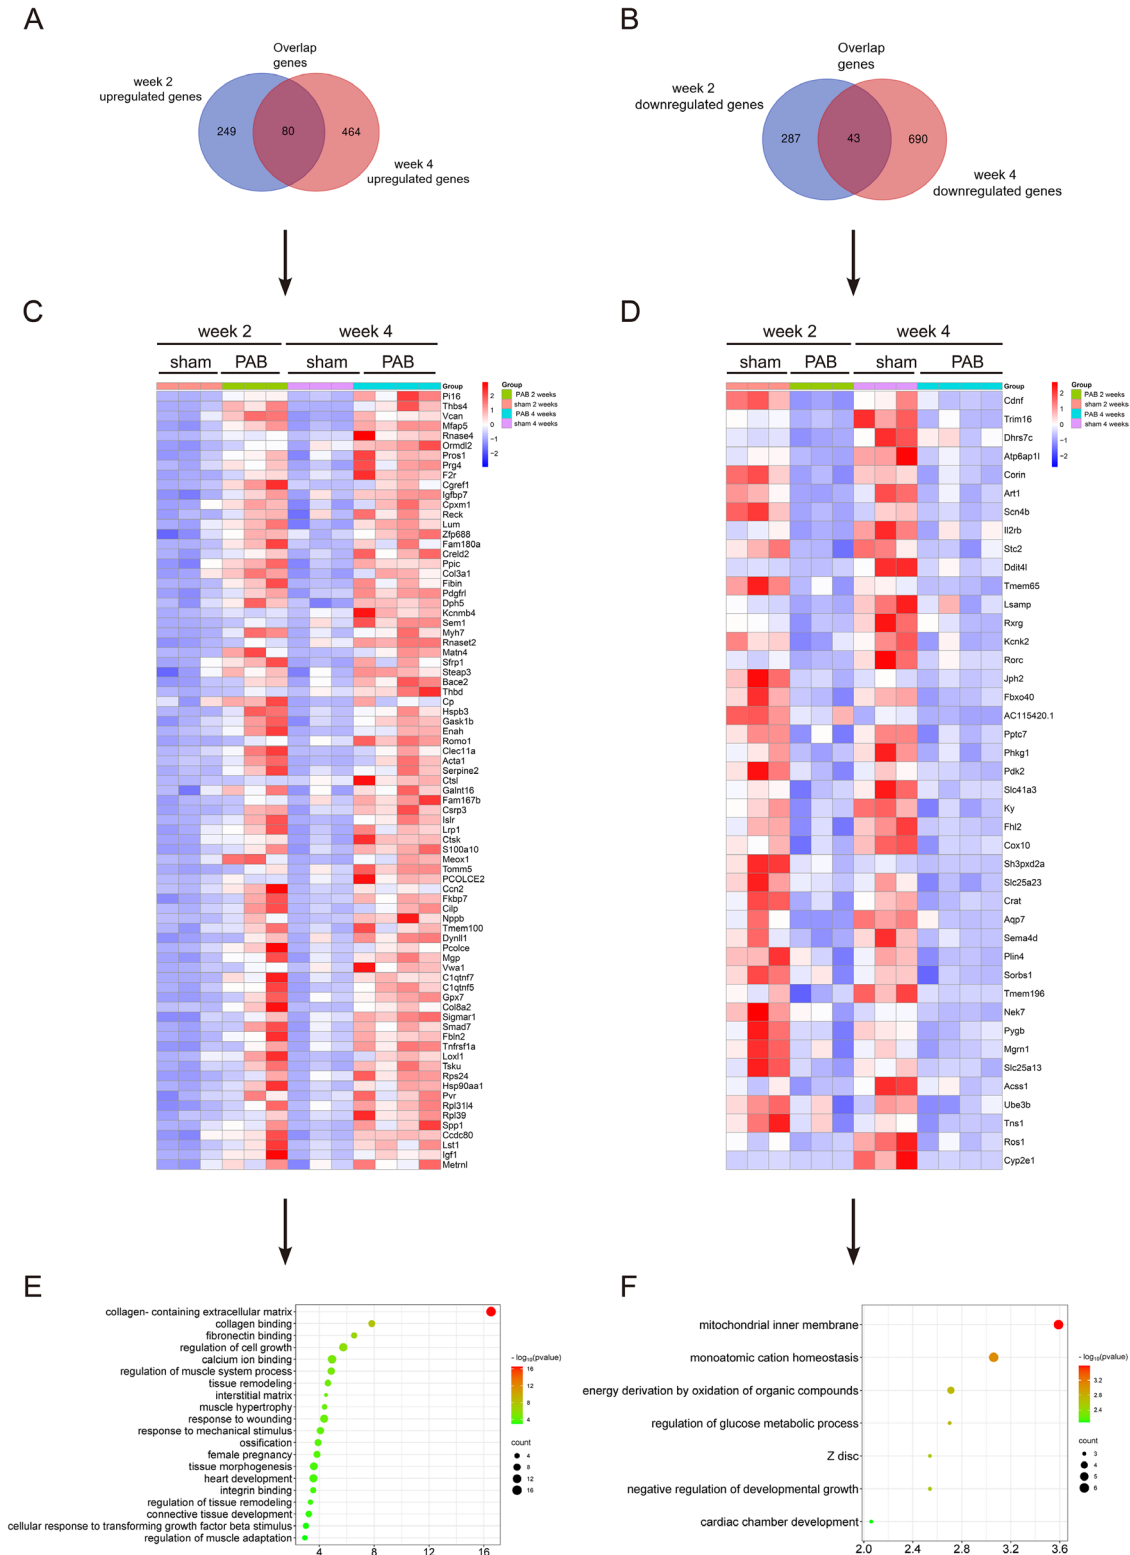 A
Overlap
genes
week 2
upregulated genes
249
80
464
week 4
upregulated genes
B
Overlap
genes
week 2
downregulated genes
287
43
690
week 4
downregulated genes
C
week 2
week 4
sham
PAB
sham
PAB
Group
Pi16
Thbs4
Vcan
Mfap5
Rnase4
Ormdl2
Pros1
Prg4
F2r
Cgref1
Igfbp7
Cpxm1
Reck
Lum
Zfp688
Fam180a
Creld2
Ppic
Col3a1
Fibin
Pdgfrl
Dph5
Kcnmb4
Sem1
Myh7
Rnaset2
Matn4
Sfrp1
Steap3
Bace2
Thbd
Cp
Hspb3
Gask1b
Enah
Romo1
Clec11a
Acta1
Serpine2
Ctsl
Galnt16
Fam167b
Csrp3
Islr
Lrp1
Ctsk
S100a10
Meox1
Tomm5
PCOLCE2
Ccn2
Fkbp7
Cilp
Nppb
Tmem100
Dynll1
Pcolce
Mgp
Vwa1
C1qtnf7
C1qtnf5
Gpx7
Col8a2
Sigmar1
Smad7
Fbln2
Tnfrsf1a
Loxl1
Tsku
Rps24
Hsp90aa1
Pvr
Rpl31l4
Rpl39
Spp1
Ccdc80
Lst1
Igf1
Metrnl
2
1
0
−1
−2
Group
PAB 2 weeks
sham 2 weeks
PAB 4 weeks
sham 4 weeks
D
week 2
week 4
sham
PAB
sham
PAB
Group
Cdnf
Trim16
Dhrs7c
Atp6ap1l
Corin
Art1
Scn4b
Il2rb
Stc2
Ddit4l
Tmem65
Lsamp
Rxrg
Kcnk2
Rorc
Jph2
Fbxo40
AC115420.1
Pptc7
Phkg1
Pdk2
Slc41a3
Ky
Fhl2
Cox10
Sh3pxd2a
Slc25a23
Crat
Aqp7
Sema4d
Plin4
Sorbs1
Tmem196
Nek7
Pygb
Mgrn1
Slc25a13
Acss1
Ube3b
Tns1
Ros1
Cyp2e1
2
1
0
−1
−2
Group
PAB 2 weeks
sham 2 weeks
PAB 4 weeks
sham 4 weeks
E
collagen- containing extracellular matrix
collagen binding
fibronectin binding
regulation of cell growth
calcium ion binding
regulation of muscle system process
tissue remodeling
interstitial matrix
muscle hypertrophy
response to wounding
response to mechanical stimulus
ossification
female pregnancy
tissue morphogenesis
heart development
integrin binding
regulation of tissue remodeling
connective tissue development
cellular response to transforming growth factor beta stimulus
regulation of muscle adaptation
4
8
12
16
- log10(pvalue)
16
12
8
4
count
4
8
12
16
F
mitochondrial inner membrane
monoatomic cation homeostasis
energy derivation by oxidation of organic compounds
regulation of glucose metabolic process
Z disc
negative regulation of developmental growth
cardiac chamber development
2.0
2.4
2.8
3.2
3.6
- log10(pvalue)
3.2
2.8
2.4
count
3
4
5
6